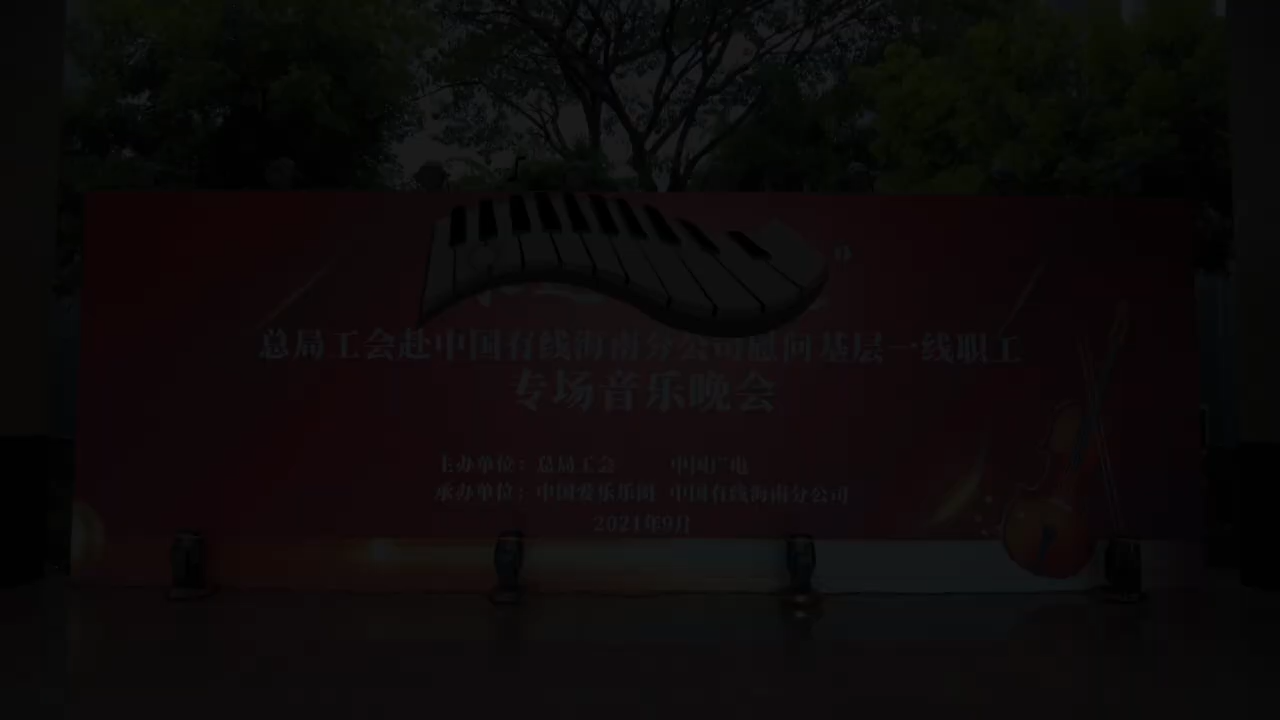 总局工会赴中国有线海南分公司慰问基层一线职工
专场音乐晚会
主办单位：总局工会 中国广电
承办单位：中国爱乐乐团 中国有线海南分公司
2021年9月